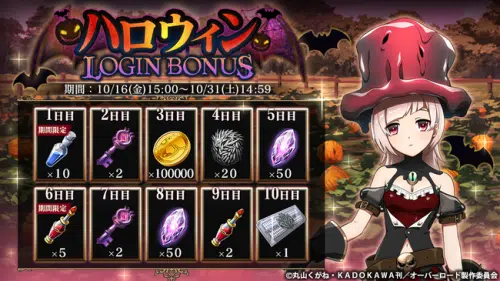 ハロウィン
LOGIN BONUS
期間：10/16(金)15:00～10/31(土)14:59
1日目 2日目 3日目 4日目 5日目
期間限定
×10 ×2 ×100000 ×20 ×50
6日目 7日目 8日目 9日目 10日目
期間限定
×5 ×2 ×50 ×2 ×1
©丸山くがね・KADOKAWA刊／オーバーロード製作委員会